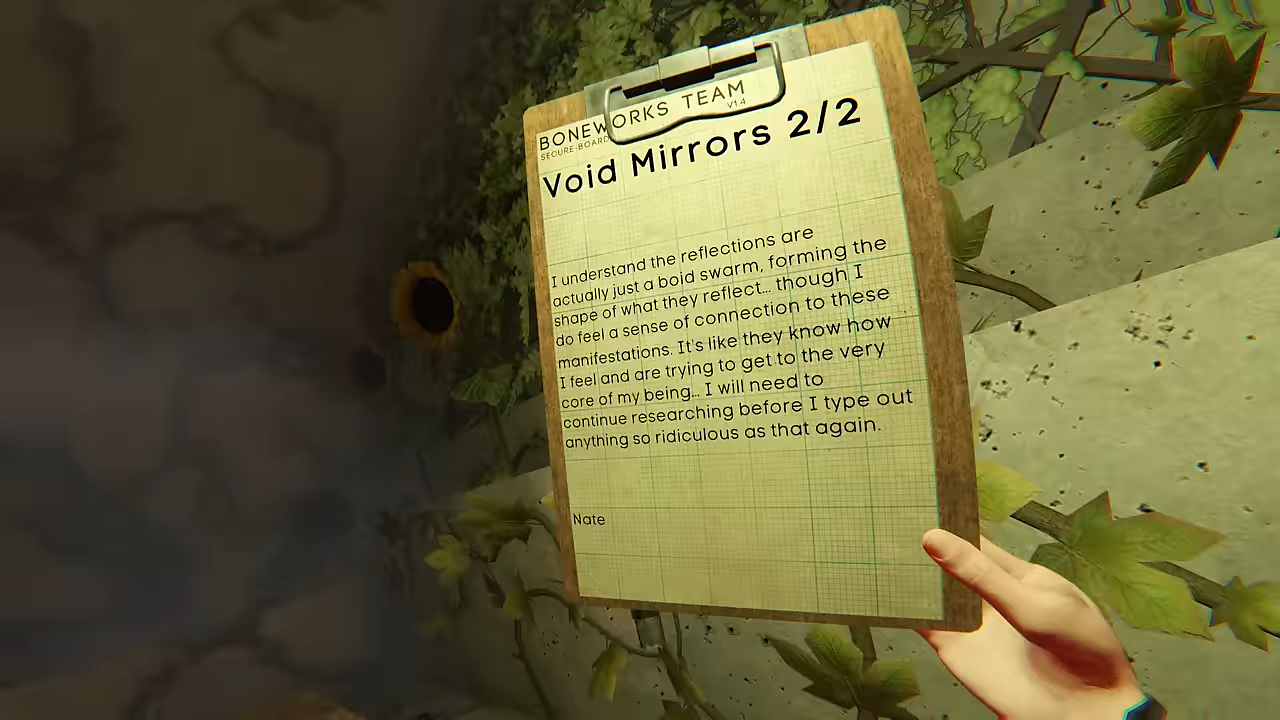 BONEWORKS TEAM
V1.4
SECURE-BOARD
Void Mirrors 2/2
I understand the reflections are
actually just a boid swarm, forming the
shape of what they reflect... though I
do feel a sense of connection to these
manifestations. It's like they know how
I feel and are trying to get to the very
core of my being... I will need to
continue researching before I type out
anything so ridiculous as that again.
Nate